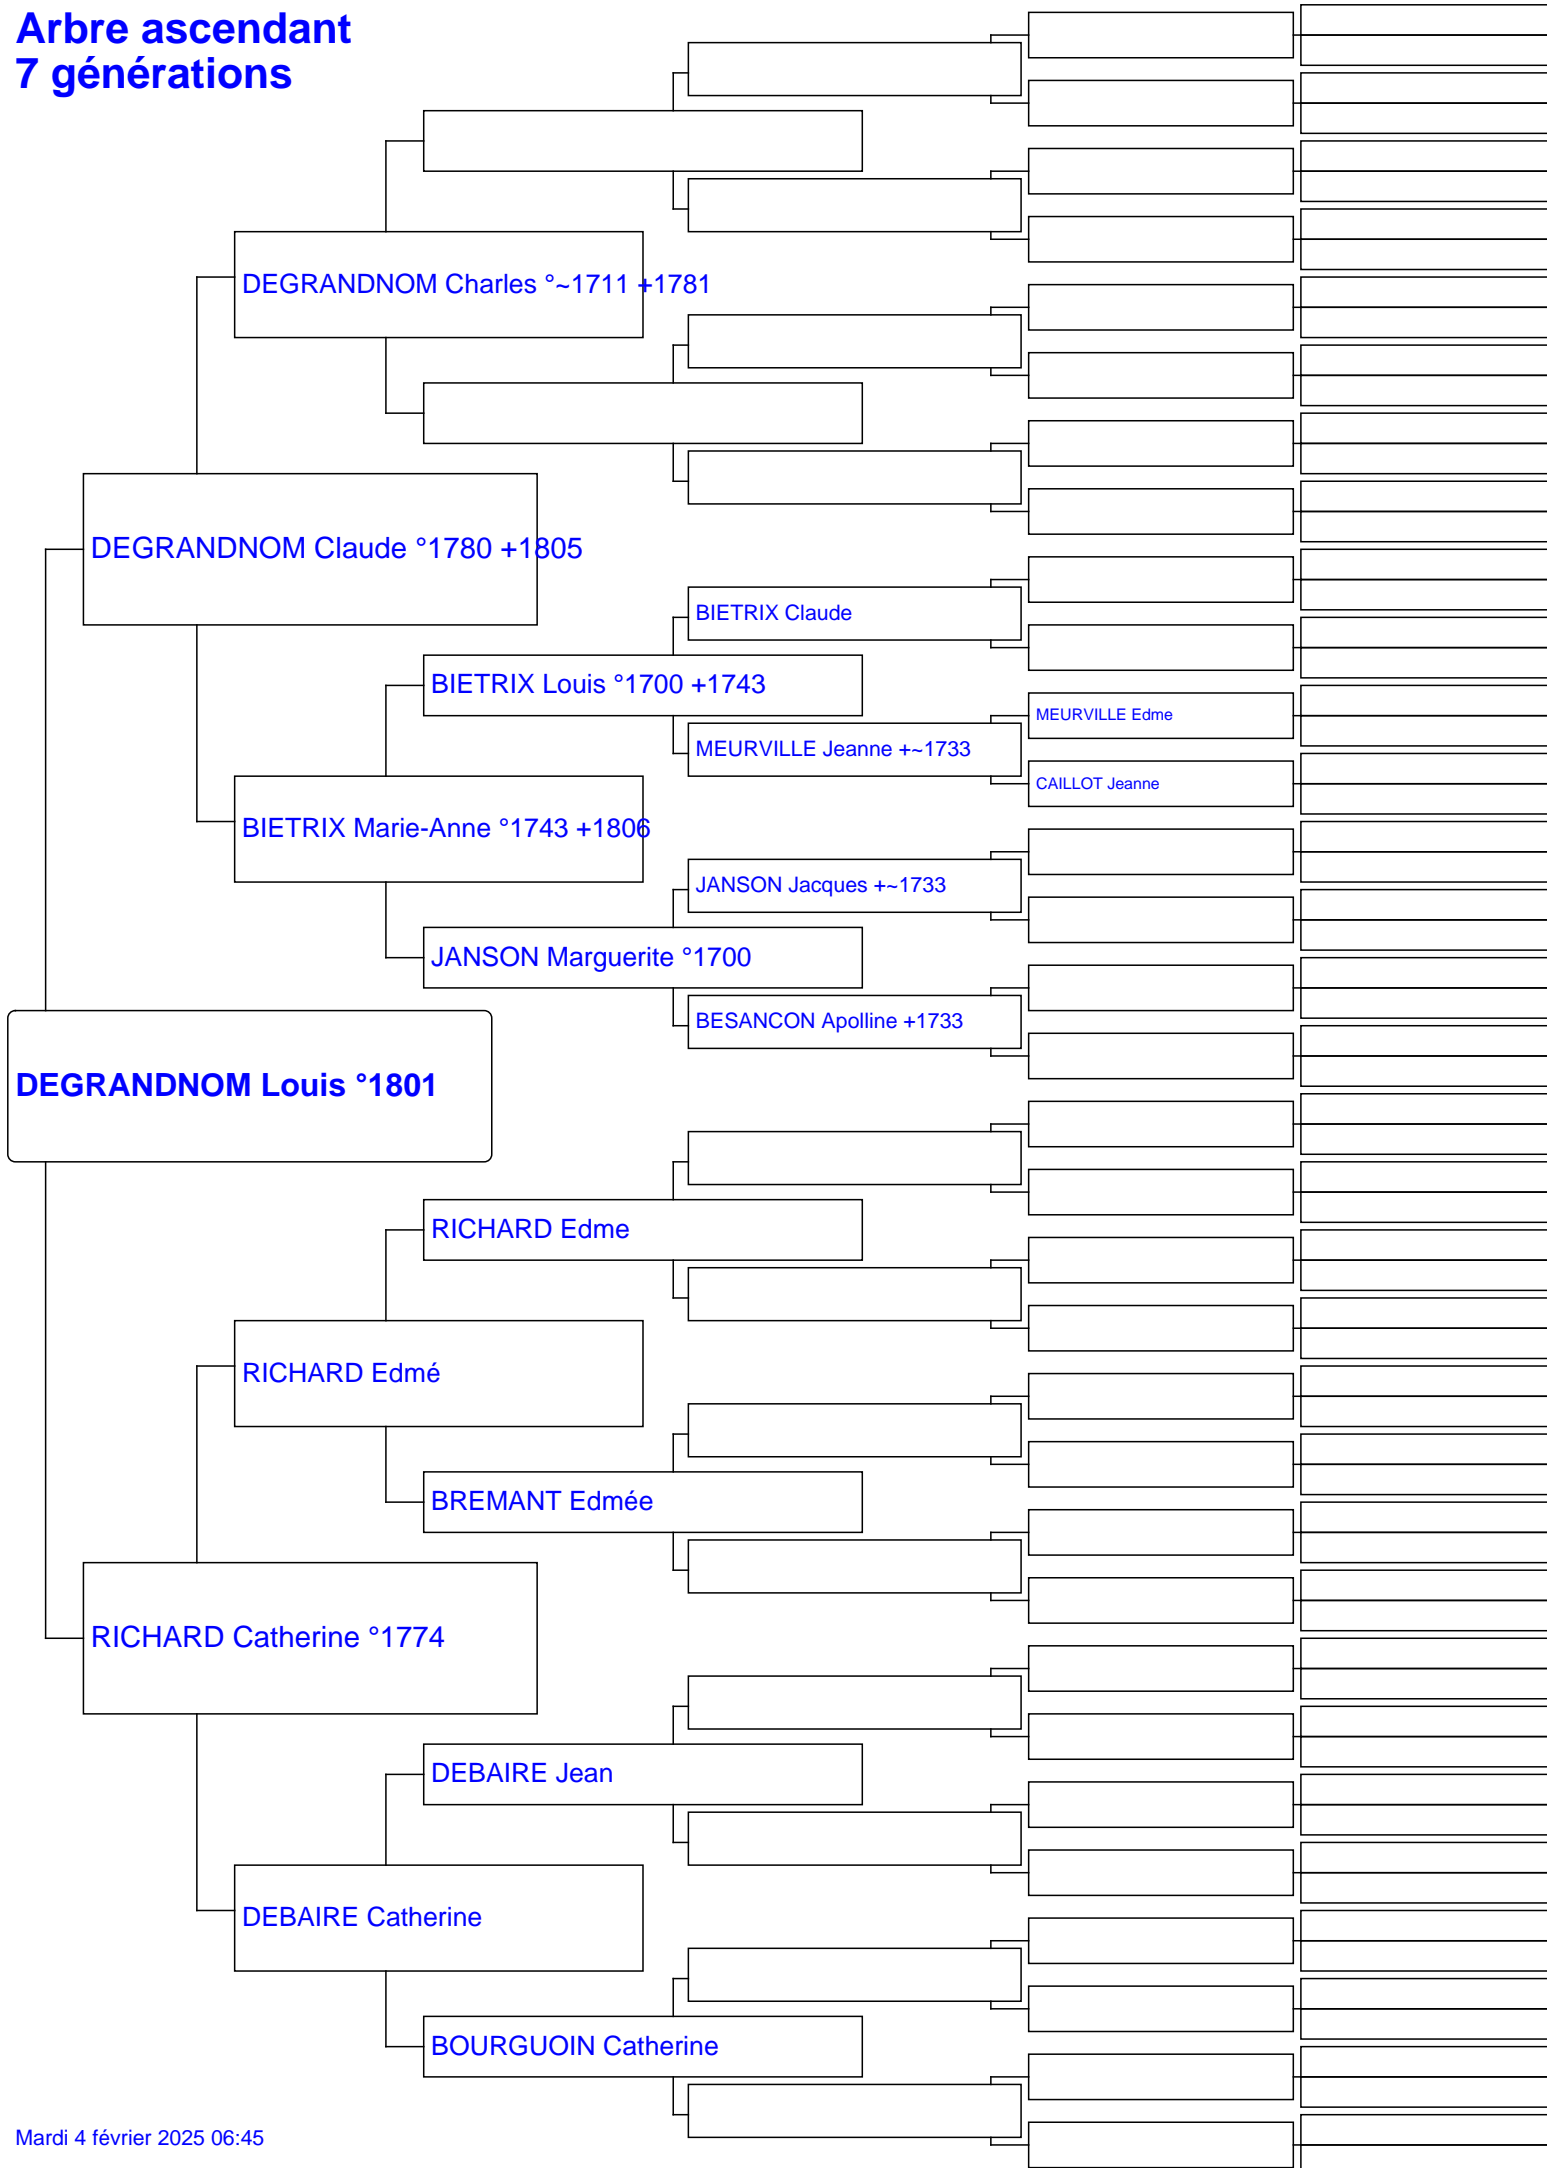 Arbre ascendant
7 générations
DEGRANDNOM Charles °~1711 +1781
DEGRANDNOM Claude °1780 +1805
BIETRIX Claude
BIETRIX Louis °1700 +1743
MEURVILLE Edme
MEURVILLE Jeanne +~1733
CAILLOT Jeanne
BIETRIX Marie-Anne °1743 +1806
JANSON Jacques +~1733
JANSON Marguerite °1700
BESANCON Apolline +1733
DEGRANDNOM Louis °1801
RICHARD Edme
RICHARD Edmé
BREMANT Edmée
RICHARD Catherine °1774
DEBAIRE Jean
DEBAIRE Catherine
BOURGUOIN Catherine
Mardi 4 février 2025 06:45